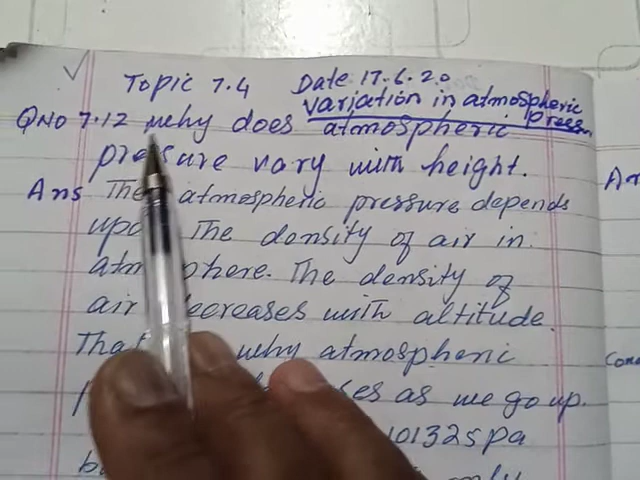 Topic 7.4 Date 17.6.20
variation in atmospheric
press.
QNO 7.12 why does atmospheric
pressure vary with height.
Ans The atmospheric pressure depends
The density of air in
atmosphere. The density of
air decreases with altitude.
That why atmospheric
as we go up.
101325 pa